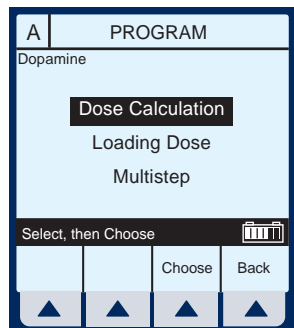 A PROGRAM
Dopamine
Dose Calculation
Loading Dose
Multistep
Select, then Choose
Choose Back